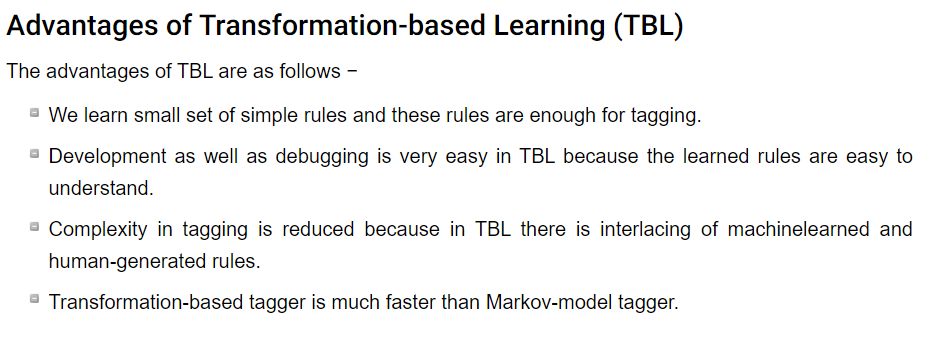 Advantages of Transformation-based Learning (TBL)
The advantages of TBL are as follows −
We learn small set of simple rules and these rules are enough for tagging.
Development as well as debugging is very easy in TBL because the learned rules are easy to
understand.
Complexity in tagging is reduced because in TBL there is interlacing of machinelearned and
human-generated rules.
Transformation-based tagger is much faster than Markov-model tagger.